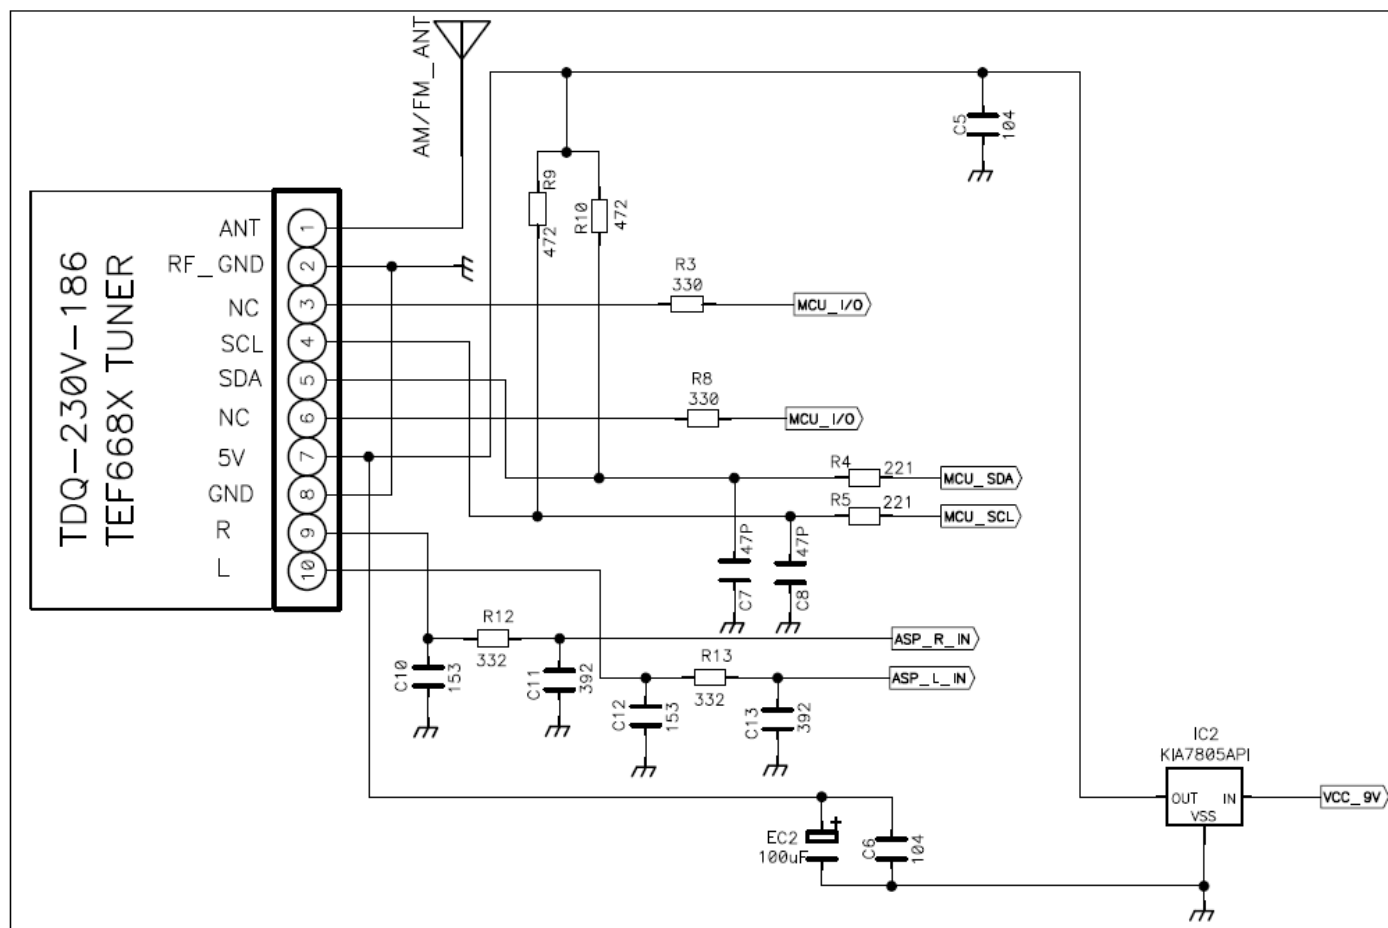 AM/FM_ANT
C5
104
R9
472
R10
472
TDQ-230V-186
TEF668X TUNER
ANT
1
RF_GND
2
NC
3
SCL
4
SDA
5
NC
6
5V
7
GND
8
R
9
L
10
R3
330
MCU_I/O
R8
330
MCU_I/O
R4
221
MCU_SDA
R5
221
MCU_SCL
47P
C7
47P
C8
R12
332
ASP_R_IN
C10
153
C11
392
R13
332
ASP_L_IN
C12
153
C13
392
IC2
KIA7805API
OUT
IN
VSS
VCC_9V
EC2
100uF
+
C6
104